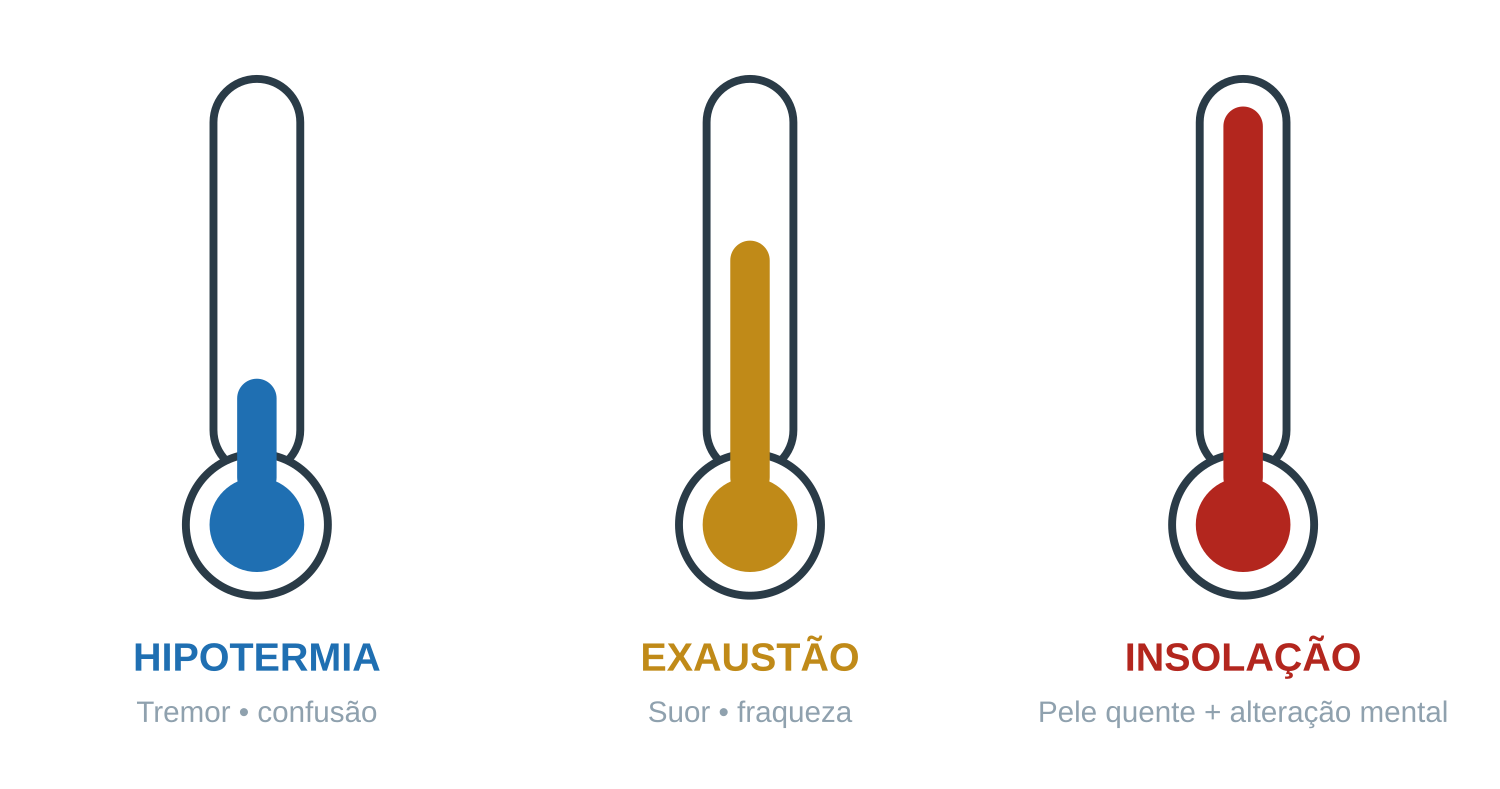 HIPOTERMIA
Tremor • confusão
EXAUSTÃO
Suor • fraqueza
INSOLAÇÃO
Pele quente + alteração mental